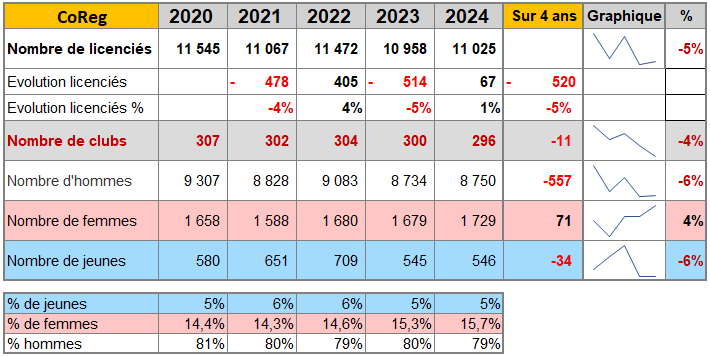 CoReg 2020 2021 2022 2023 2024 Sur 4 ans Graphique %
Nombre de licenciés 11 545 11 067 11 472 10 958 11 025 -5%
Evolution licenciés - 478 405 - 514 67 - 520
Evolution licenciés % -4% 4% -5% 1% -5%
Nombre de clubs 307 302 304 300 296 -11 -4%
Nombre d'hommes 9 307 8 828 9 083 8 734 8 750 -557 -6%
Nombre de femmes 1 658 1 588 1 680 1 679 1 729 71 4%
Nombre de jeunes 580 651 709 545 546 -34 -6%
% de jeunes 5% 6% 6% 5% 5%
% de femmes 14,4% 14,3% 14,6% 15,3% 15,7%
% hommes 81% 80% 79% 80% 79%